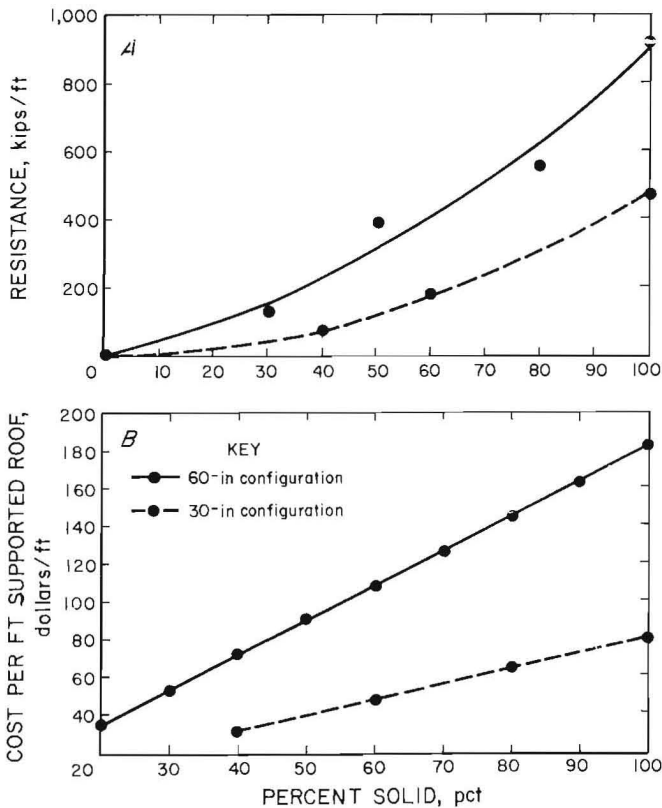 1,000
A
800
600
400
200
RESISTANCE, kips/ft
0 10 20 30 40 50 60 70 80 90 100
200
B
KEY
180
60-in configuration
160
30-in configuration
140
120
100
80
60
40
COST PER FT SUPPORTED ROOF,
dollars/ft
20 30 40 50 60 70 80 90 100
PERCENT SOLID, pct